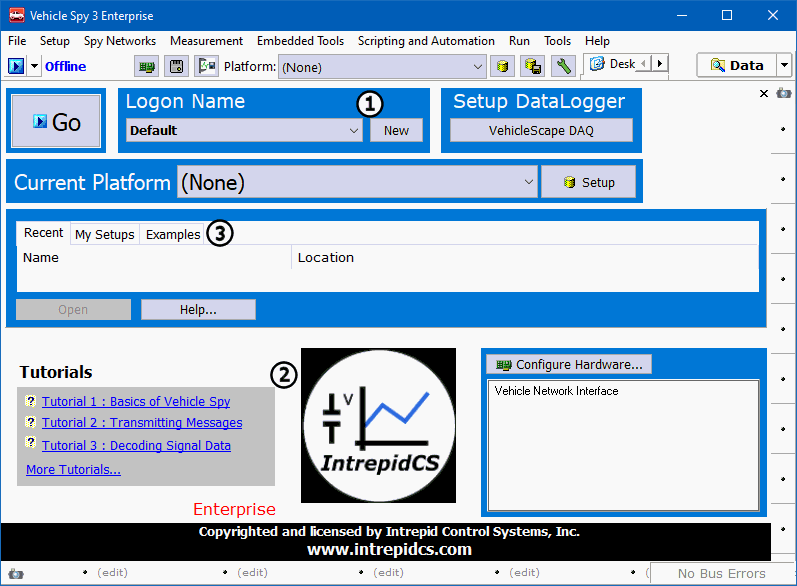 Vehicle Spy 3 Enterprise
File Setup Spy Networks Measurement Embedded Tools Scripting and Automation Run Tools Help
Offline Platform: (None) Desk Data
Go
Logon Name 1
Default New
Setup DataLogger
VehicleScape DAQ
Current Platform (None) Setup
Recent My Setups Examples 3
Name Location
Open Help...
Tutorials
? Tutorial 1 : Basics of Vehicle Spy
? Tutorial 2 : Transmitting Messages
? Tutorial 3 : Decoding Signal Data
More Tutorials...
2
V
IntrepidCS
Configure Hardware...
Vehicle Network Interface
Enterprise
Copyrighted and licensed by Intrepid Control Systems, Inc.
www.intrepidcs.com
(edit) (edit) (edit) (edit) ( No Bus Errors